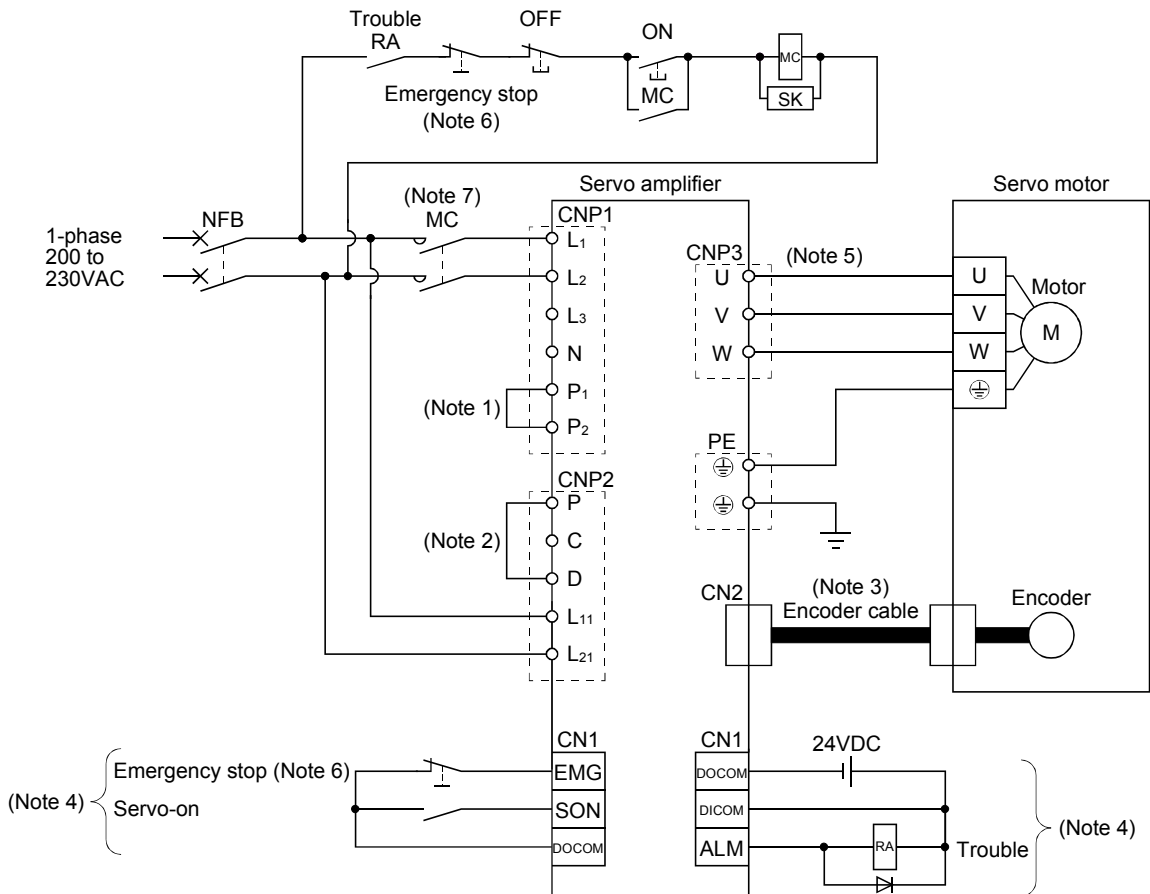 Trouble
RA
OFF
ON
MC
SK
MC
Emergency stop
(Note 6)
Servo amplifier
Servo motor
(Note 7)
MC
NFB
1-phase
200 to
230VAC
CNP1
L1
L2
L3
N
P1
P2
(Note 1)
CNP2
P
C
D
L11
L21
(Note 2)
CNP3
U
V
W
(Note 5)
U
V
W
Motor
M
PE
CN2
(Note 3)
Encoder cable
Encoder
CN1
EMG
SON
DOCOM
Emergency stop (Note 6)
Servo-on
(Note 4)
CN1
DOCOM
DICOM
ALM
24VDC
RA
Trouble
(Note 4)